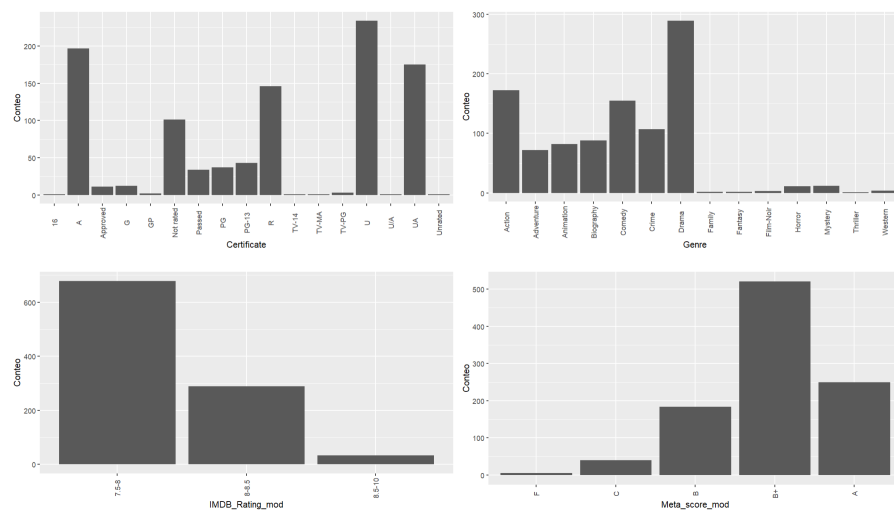 200
150
100
50
0
Conteo
16
A
Approved
G
GP
Not rated
Passed
PG
PG-13
R
TV-14
TV-MA
TV-PG
U
U/A
UA
Unrated
Certificate
300
200
100
0
Conteo
Action
Adventure
Animation
Biography
Comedy
Crime
Drama
Family
Fantasy
Film-Noir
Horror
Mystery
Thriller
Western
Genre
600
400
200
0
Conteo
7.5-8
8-8.5
8.5-10
IMDB_Rating_mod
500
400
300
200
100
0
Conteo
F
C
B
B+
A
Meta_score_mod